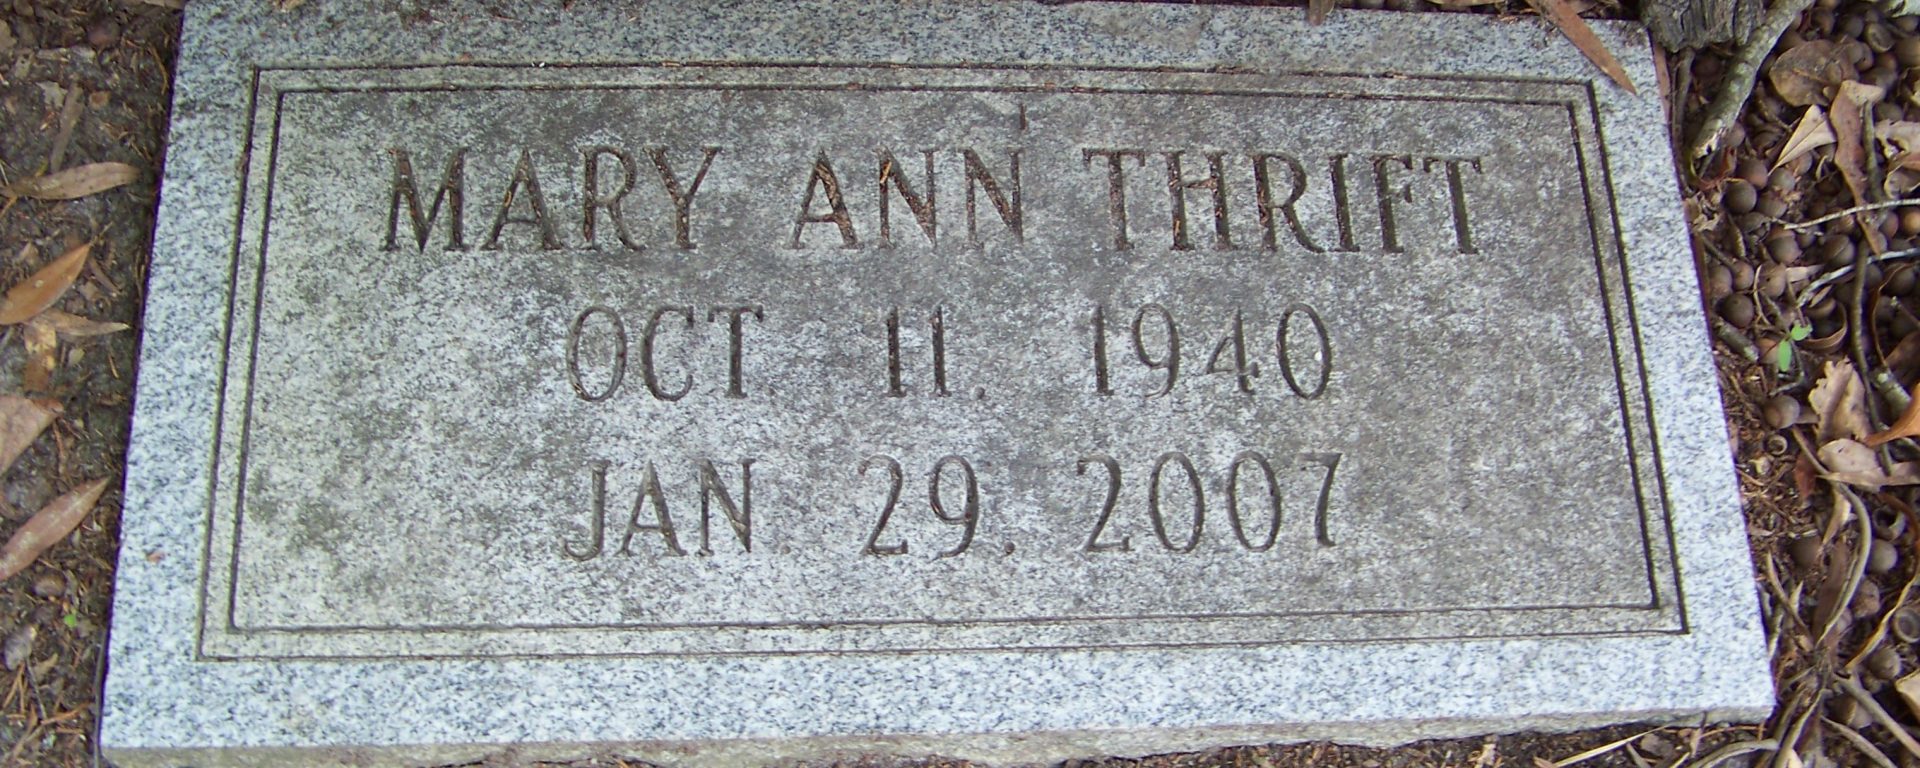 MARY ANN THRIFT
OCT 11. 1940
JAN. 29. 2007